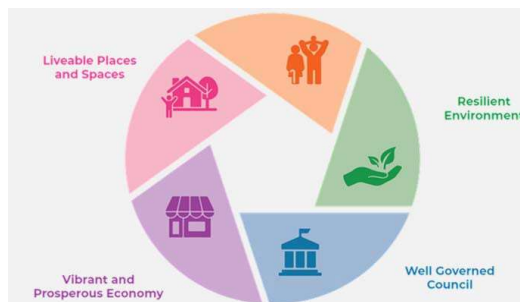 Liveable Places
and Spaces
Resilient
Environment
Vibrant and
Prosperous Economy
Well Governed
Council